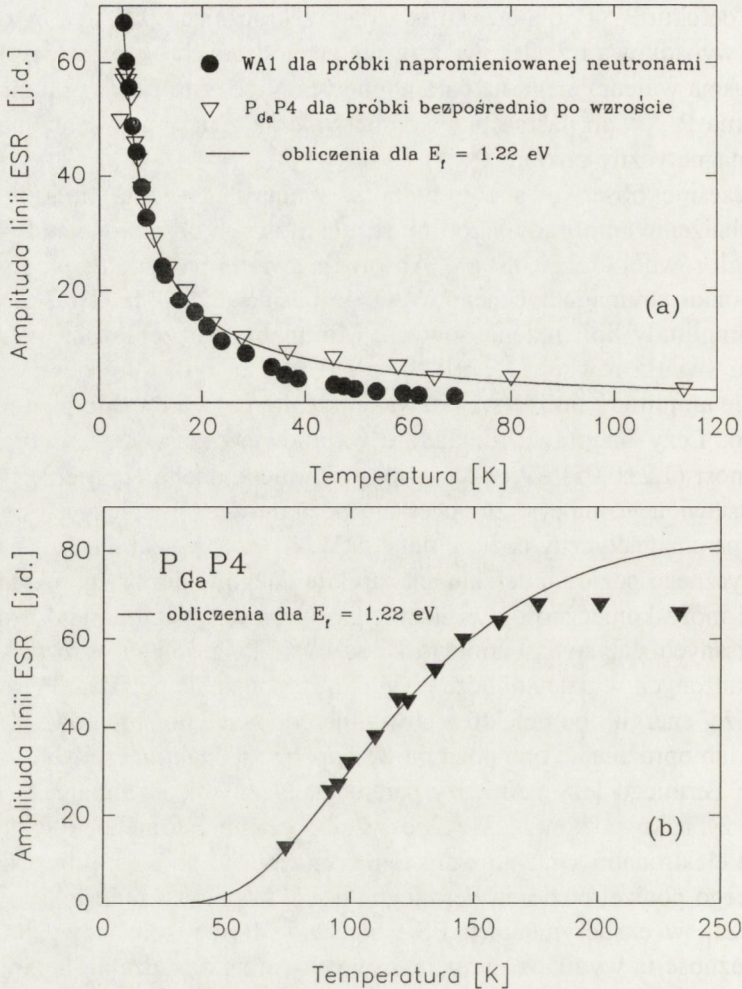 60
40
20
0
Amplituda linii ESR [j.d.]
WA1 dla próbki napromieniowanej neutronami
P_Ga P4 dla próbki bezpośrednio po wzroście
obliczenia dla E_f = 1.22 eV
(a)
0 20 40 60 80 100 120
Temperatura [K]
80
60
40
20
0
Amplituda linii ESR [j.d.]
P_Ga P4
obliczenia dla E_f = 1.22 eV
(b)
0 50 100 150 200 250
Temperatura [K]